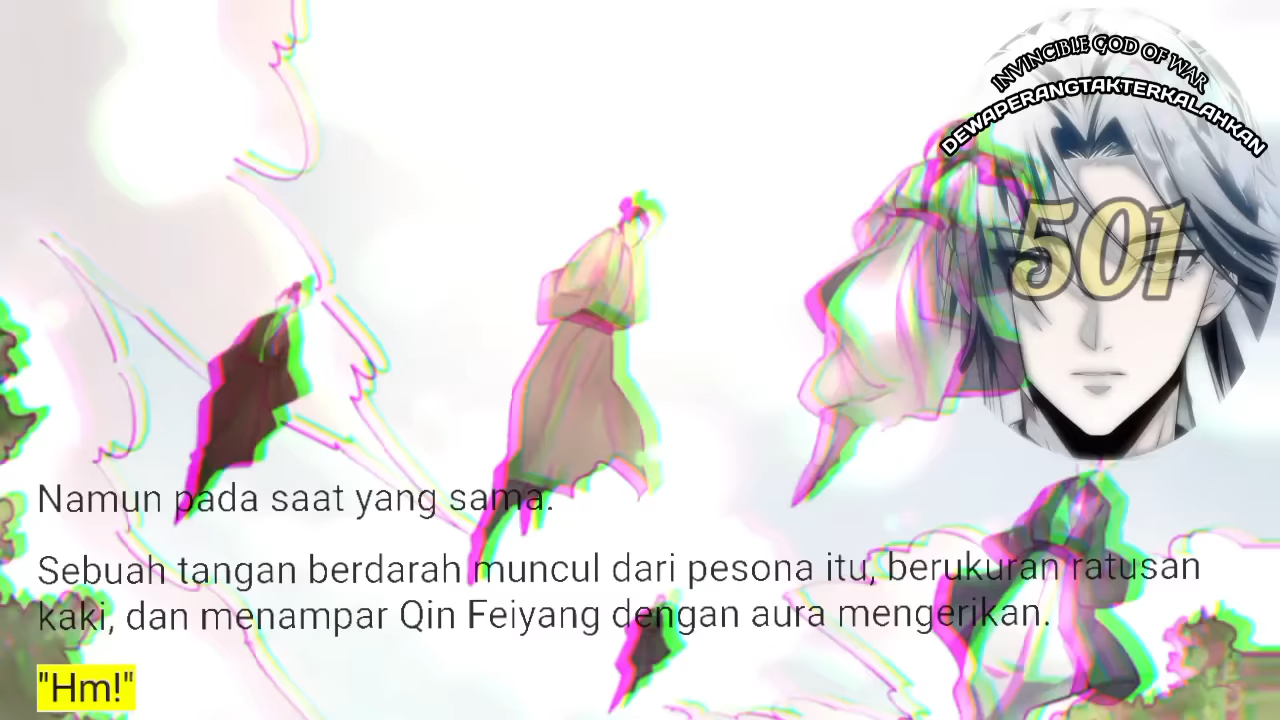 INVINCIBLE GOD OF WAR
DEWAPERANGTAKTERKALAHKAN
501
Namun pada saat yang sama.
Sebuah tangan berdarah muncul dari pesona itu, berukuran ratusan
kaki, dan menampar Qin Feiyang dengan aura mengerikan.
"Hm!"